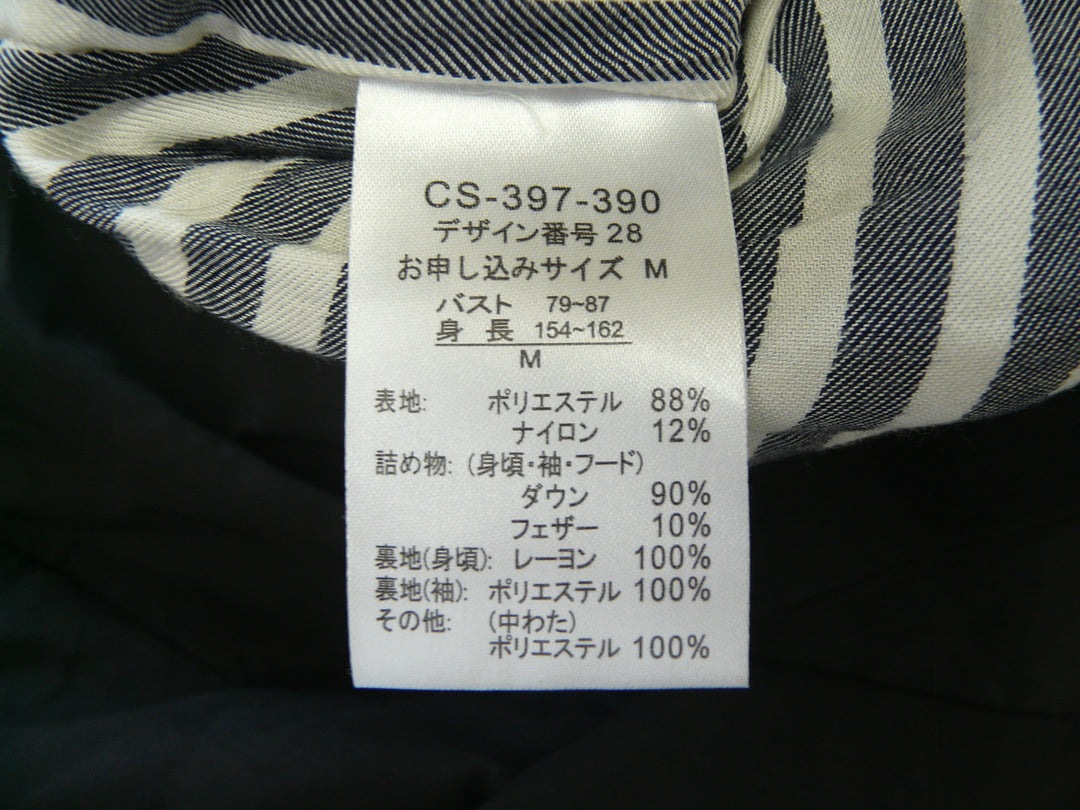 CS-397-390
デザイン番号28
お申し込みサイズ M
バスト 79~87
身長 154~162
M
表地: ポリエステル 88%
ナイロン 12%
詰め物: (身頃・袖・フード)
ダウン 90%
フェザー 10%
裏地(身頃): レーヨン 100%
裏地(袖): ポリエステル 100%
その他: (中わた)
ポリエステル 100%